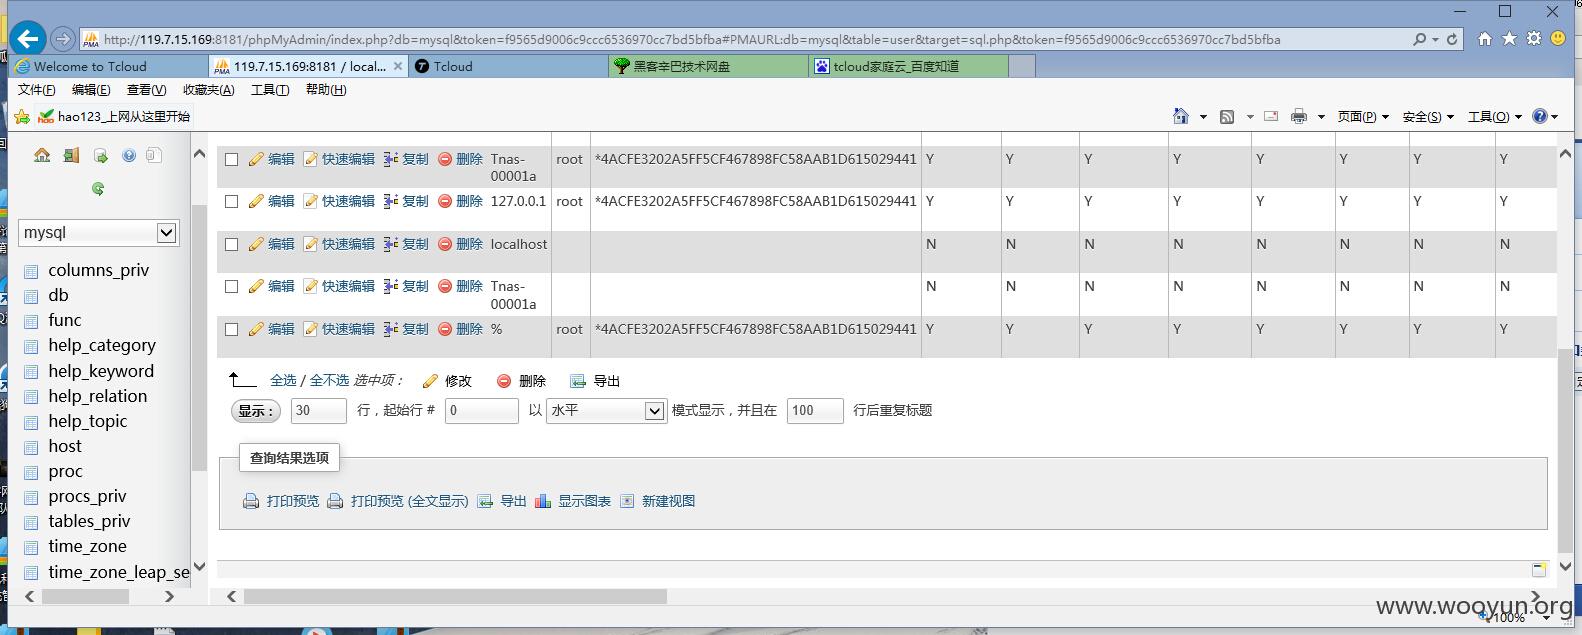 http://119.7.15.169:8181/phpMyAdmin/index.php?db=mysql&token=f9565d9006c9ccc6536970cc7bd5bfba#PMAURL:db=mysql&table=user&target=sql.php&token=f9565d9006c9ccc6536970cc7bd5bfba
Welcome to Tcloud 119.7.15.169:8181 / local... Tcloud 黑客辛巴技术网盘 tcloud家庭云_百度知道
文件(F) 编辑(E) 查看(V) 收藏夹(A) 工具(T) 帮助(H)
hao123_上网从这里开始 页面(P) 安全(S) 工具(O)
mysql
columns_priv
db
func
help_category
help_keyword
help_relation
help_topic
host
proc
procs_priv
tables_priv
time_zone
time_zone_leap_se
编辑 快速编辑 复制 删除 Tnas-00001a root *4ACFE3202A5FF5CF467898FC58AAB1D615029441 Y Y Y Y Y Y Y Y
编辑 快速编辑 复制 删除 127.0.0.1 root *4ACFE3202A5FF5CF467898FC58AAB1D615029441 Y Y Y Y Y Y Y Y
编辑 快速编辑 复制 删除 localhost N N N N N N N N
编辑 快速编辑 复制 删除 Tnas-00001a N N N N N N N N
编辑 快速编辑 复制 删除 % root *4ACFE3202A5FF5CF467898FC58AAB1D615029441 Y Y Y Y Y Y Y Y
全选 / 全不选 选中项： 修改 删除 导出
显示： 30 行，起始行 # 0 以 水平 模式显示，并且在 100 行后重复标题
查询结果选项
打印预览 打印预览 (全文显示) 导出 显示图表 新建视图
www.wooyun.org
100%